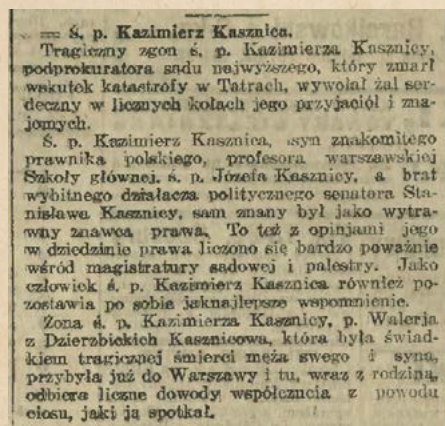 = Ś. p. Kazimierz Kasznica.
Tragiczny zgon ś. p. Kazimierza Kasznicy,
podprokuratora sądu najwyższego, który zmarł
wskutek katastrofy w Tatrach, wywołał żal ser-
deczny w licznych kołach jego przyjaciół i zna-
jomych.
Ś. p. Kazimierz Kasznica, syn znakomitego
prawnika polskiego, profesora warszawskiej
Szkoły głównej, ś. p. Józefa Kasznicy, a brat
wybitnego działacza politycznego senatora Sta-
nisława Kasznicy, sam znany był jako wytra-
wny znawca prawa. To też z opinjami jego
w dziedzinie prawa liczono się bardzo poważnie
wśród magistratury sądowej i palestry. Jako
człowiek ś. p. Kazimierz Kasznica również po-
zostawia po sobie jaknajlepsze wspomnienie.
Żona ś. p. Kazimierza Kasznicy, p. Walerja
z Dzierzbickich Kasznicowa, która była świad-
kiem tragicznej śmierci męża swego i syna,
przybyła już do Warszawy i tu, wraz z rodziną,
odbiera liczne dowody współczucia z powodu
ciosu, jaki ją spotkał.